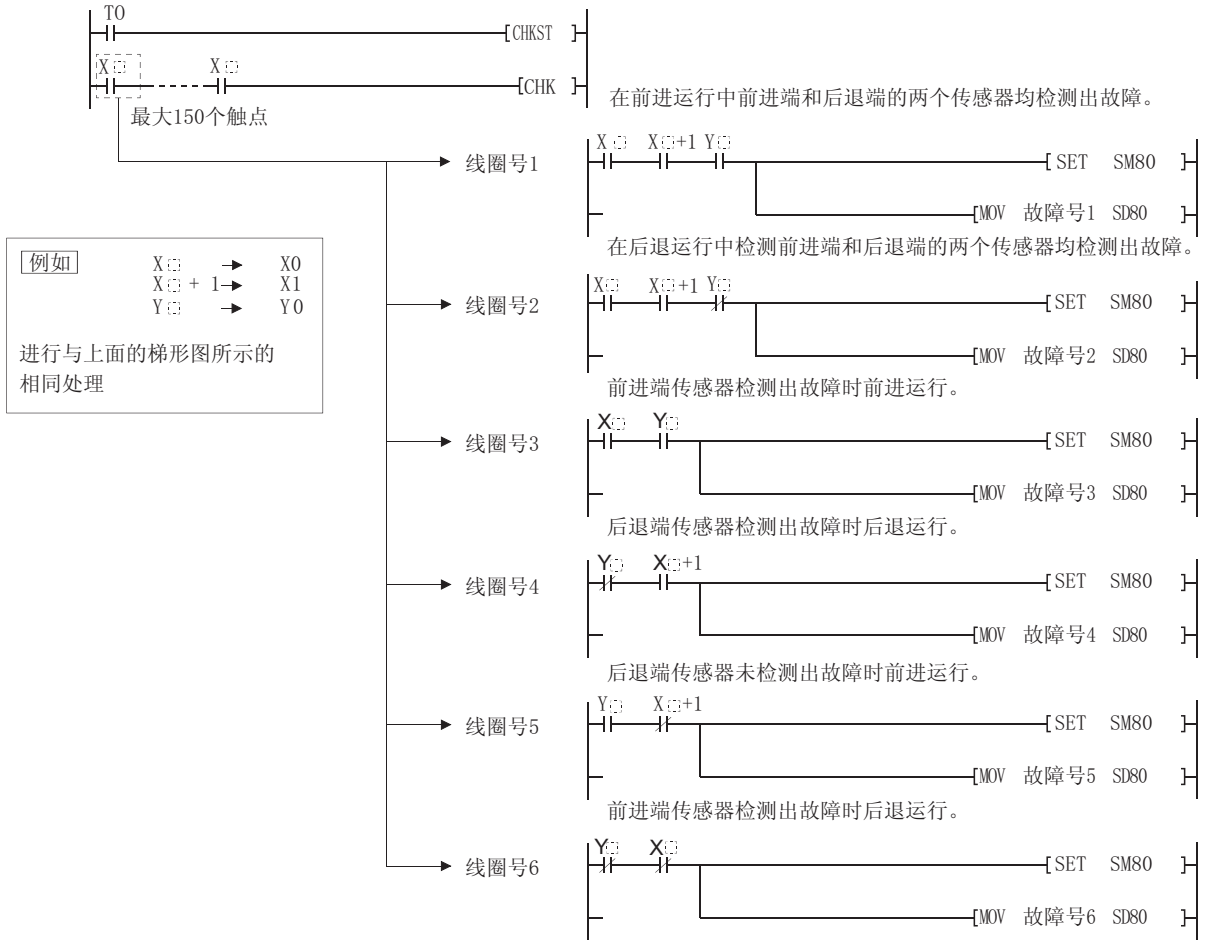 T0
[CHKST ]
X⬚ X⬚
[CHK ]
最大150个触点
在前进运行中前进端和后退端的两个传感器均检测出故障。
线圈号1
X⬚ X⬚+1 Y⬚
[SET SM80 ]
[MOV 故障号1 SD80 ]
在后退运行中检测前进端和后退端的两个传感器均检测出故障。
例如
X⬚ → X0
X⬚ + 1→ X1
Y⬚ → Y0
进行与上面的梯形图所示的
相同处理
线圈号2
X⬚ X⬚+1 Y⬚
[SET SM80 ]
[MOV 故障号2 SD80 ]
前进端传感器检测出故障时前进运行。
线圈号3
X⬚ Y⬚
[SET SM80 ]
[MOV 故障号3 SD80 ]
后退端传感器检测出故障时后退运行。
线圈号4
Y⬚ X⬚+1
[SET SM80 ]
[MOV 故障号4 SD80 ]
后退端传感器未检测出故障时前进运行。
线圈号5
Y⬚ X⬚+1
[SET SM80 ]
[MOV 故障号5 SD80 ]
前进端传感器检测出故障时后退运行。
线圈号6
Y⬚ X⬚
[SET SM80 ]
[MOV 故障号6 SD80 ]